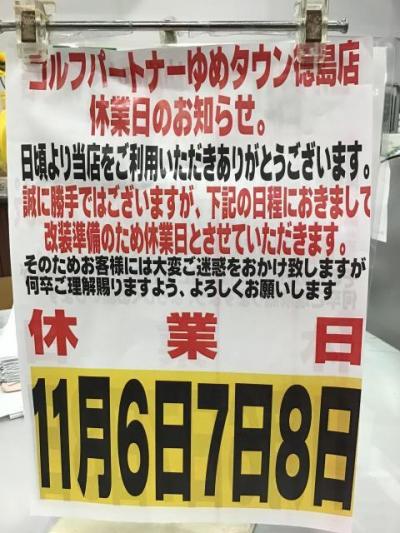 ゴルフパートナーゆめタウン徳島店
休業日のお知らせ。
日頃より当店をご利用いただきありがとうございます。
誠に勝手ではございますが、下記の日程におきまして
改装準備のため休業日とさせていただきます。
そのためお客様には大変ご迷惑をおかけ致しますが
何卒ご理解賜りますよう、よろしくお願いします
休業日
11月6日7日8日